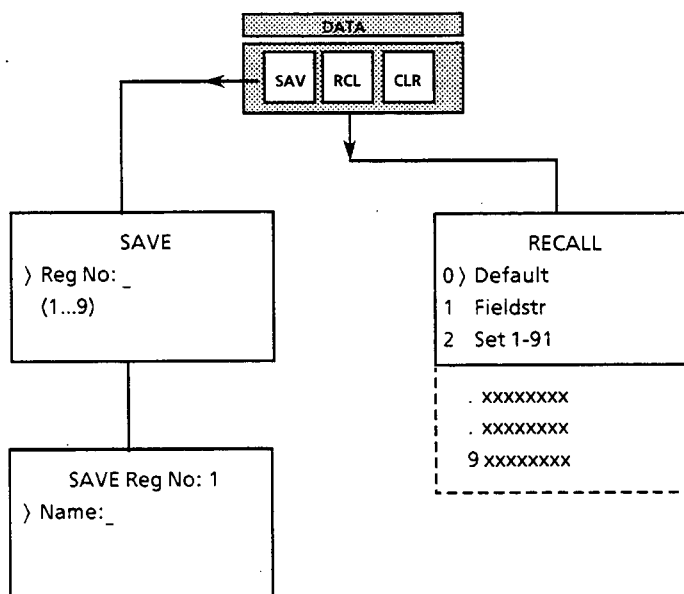 DATA
SAV RCL CLR
SAVE
⟩ Reg No: _
(1...9)
RECALL
0⟩ Default
1 Fieldstr
2 Set 1-91
. xxxxxxxx
. xxxxxxxx
9 xxxxxxxx
SAVE Reg No: 1
⟩ Name:_